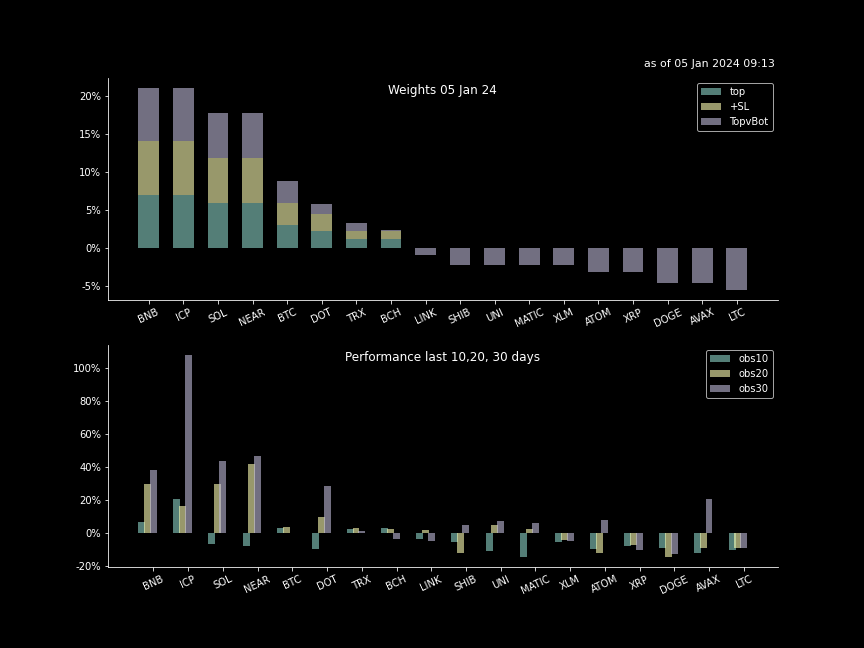 as of 05 Jan 2024 09:13
Weights 05 Jan 24
top
+SL
TopvBot
20%
15%
10%
5%
0%
-5%
BNB ICP SOL NEAR BTC DOT TRX BCH LINK SHIB UNI MATIC XLM ATOM XRP DOGE AVAX LTC
Performance last 10,20, 30 days
obs10
obs20
obs30
100%
80%
60%
40%
20%
0%
-20%
BNB ICP SOL NEAR BTC DOT TRX BCH LINK SHIB UNI MATIC XLM ATOM XRP DOGE AVAX LTC